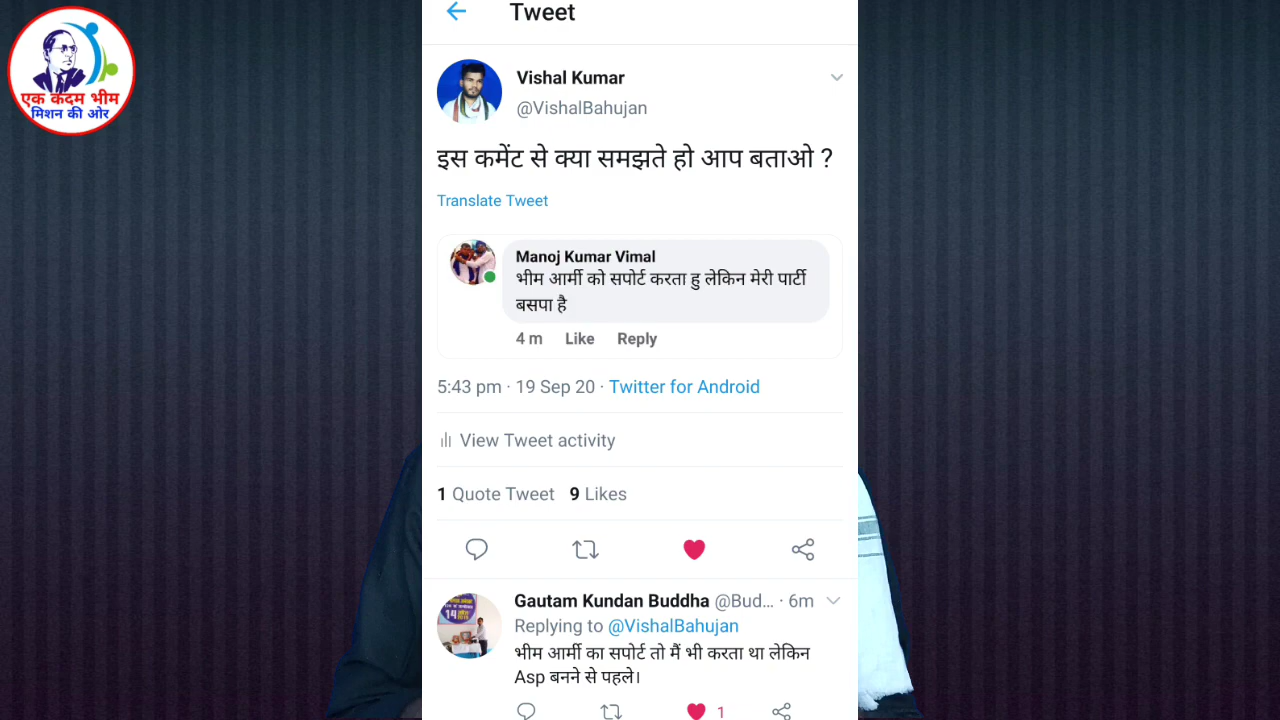 एक कदम भीम
मिशन की ओर
Tweet
Vishal Kumar
@VishalBahujan
इस कमेंट से क्या समझते हो आप बताओ ?
Translate Tweet
Manoj Kumar Vimal
भीम आर्मी को सपोर्ट करता हु लेकिन मेरी पार्टी
बसपा है
4 m Like Reply
5:43 pm · 19 Sep 20 · Twitter for Android
View Tweet activity
1 Quote Tweet 9 Likes
Gautam Kundan Buddha @Bud... · 6m
Replying to @VishalBahujan
भीम आर्मी का सपोर्ट तो मैं भी करता था लेकिन
Asp बनने से पहले।
1